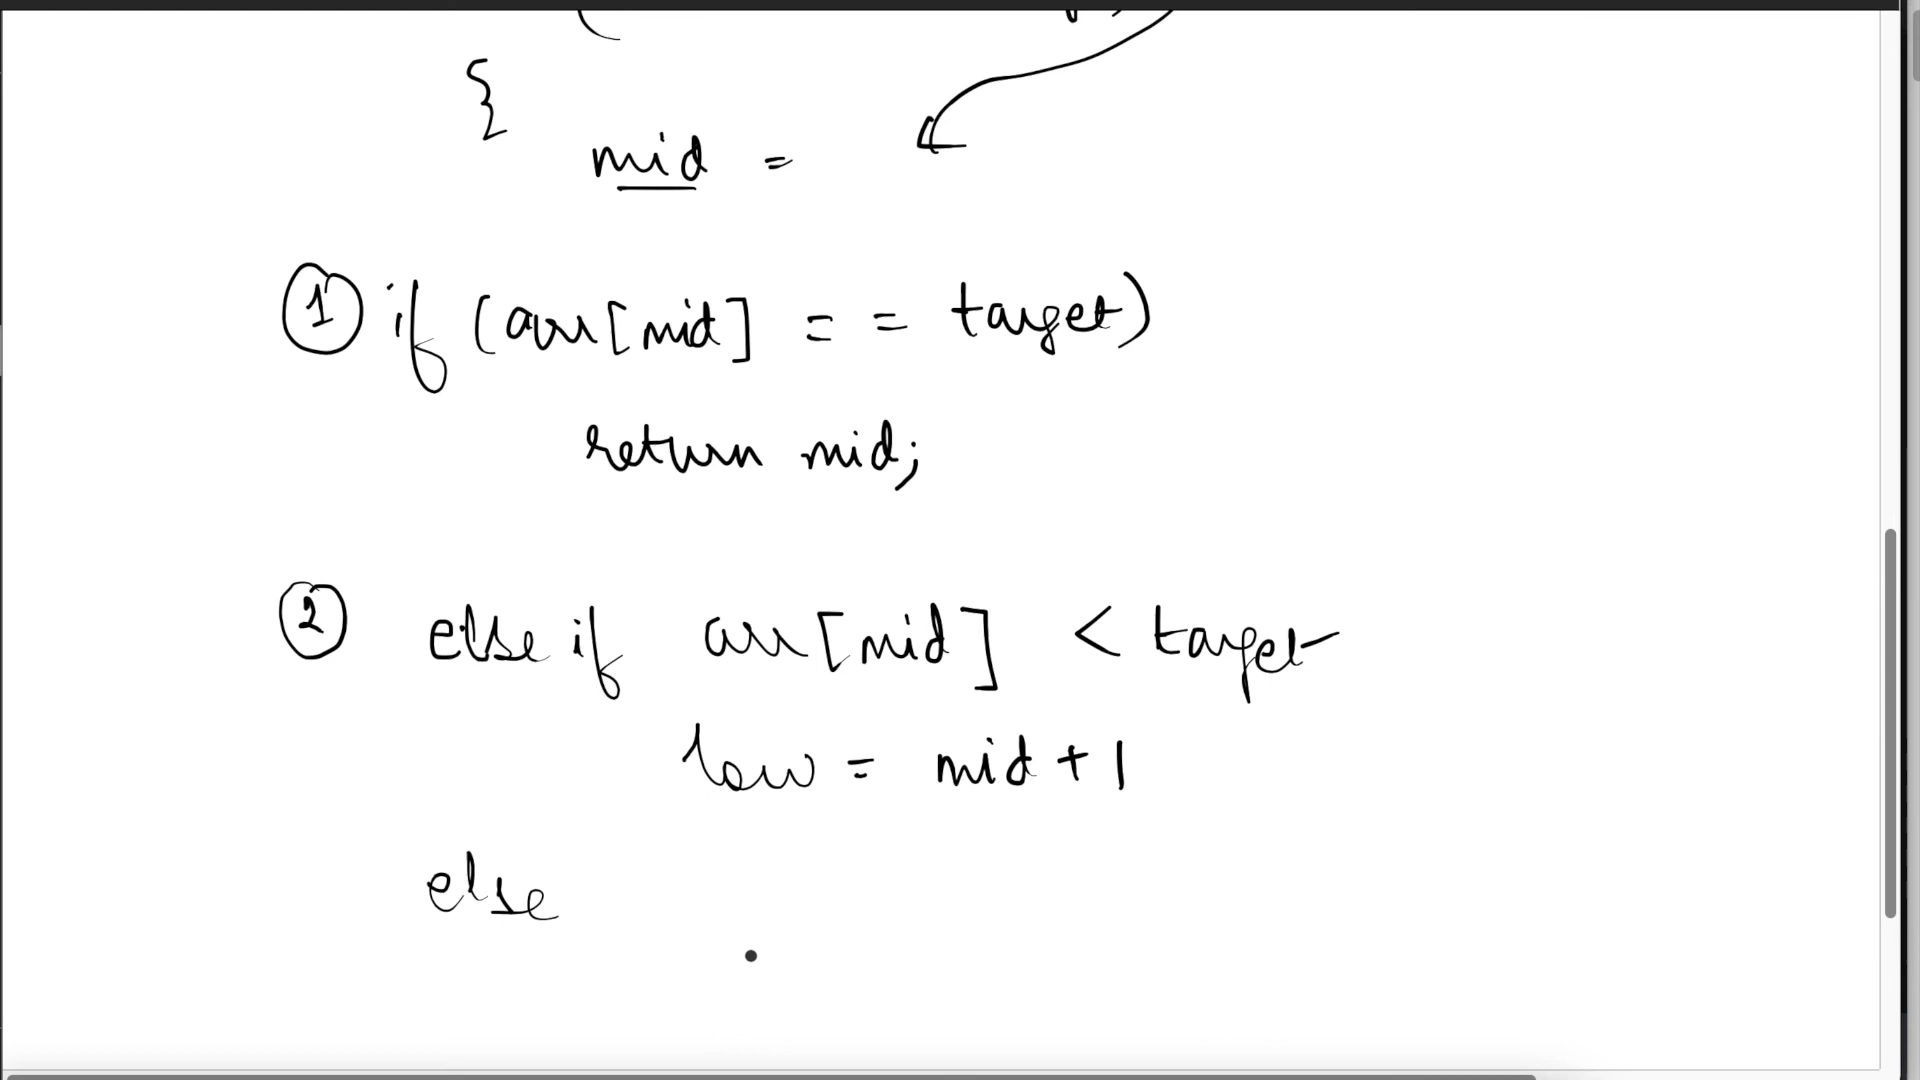 {
mid =
1 if (arr[mid] = = target)
return mid;
2 else if arr[mid] < target
low = mid + 1
else